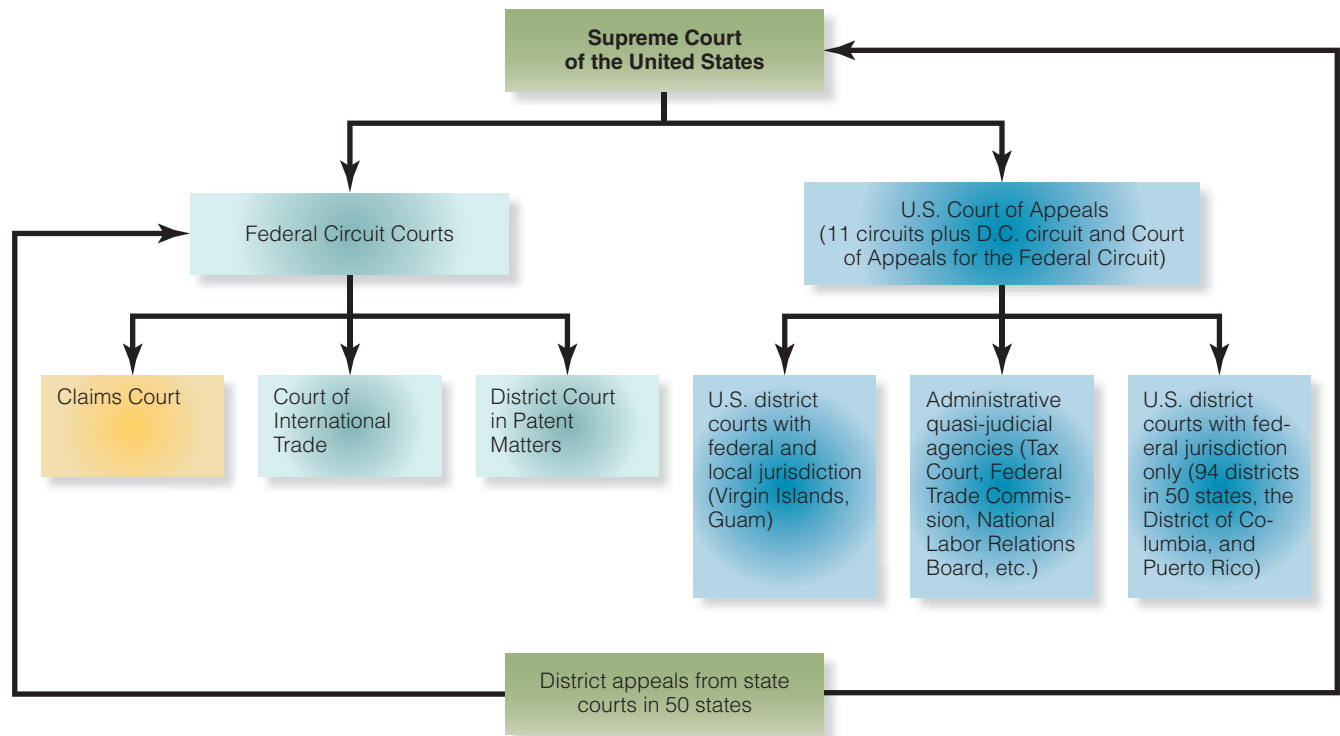 Supreme Court
of the United States
Federal Circuit Courts
U.S. Court of Appeals
(11 circuits plus D.C. circuit and Court
of Appeals for the Federal Circuit)
Claims Court
Court of
International
Trade
District Court
in Patent
Matters
U.S. district
courts with
federal and
local jurisdiction
(Virgin Islands,
Guam)
Administrative
quasi-judicial
agencies (Tax
Court, Federal
Trade Commis-
sion, National
Labor Relations
Board, etc.)
U.S. district
courts with fed-
eral jurisdiction
only (94 districts
in 50 states, the
District of Co-
lumbia, and
Puerto Rico)
District appeals from state
courts in 50 states